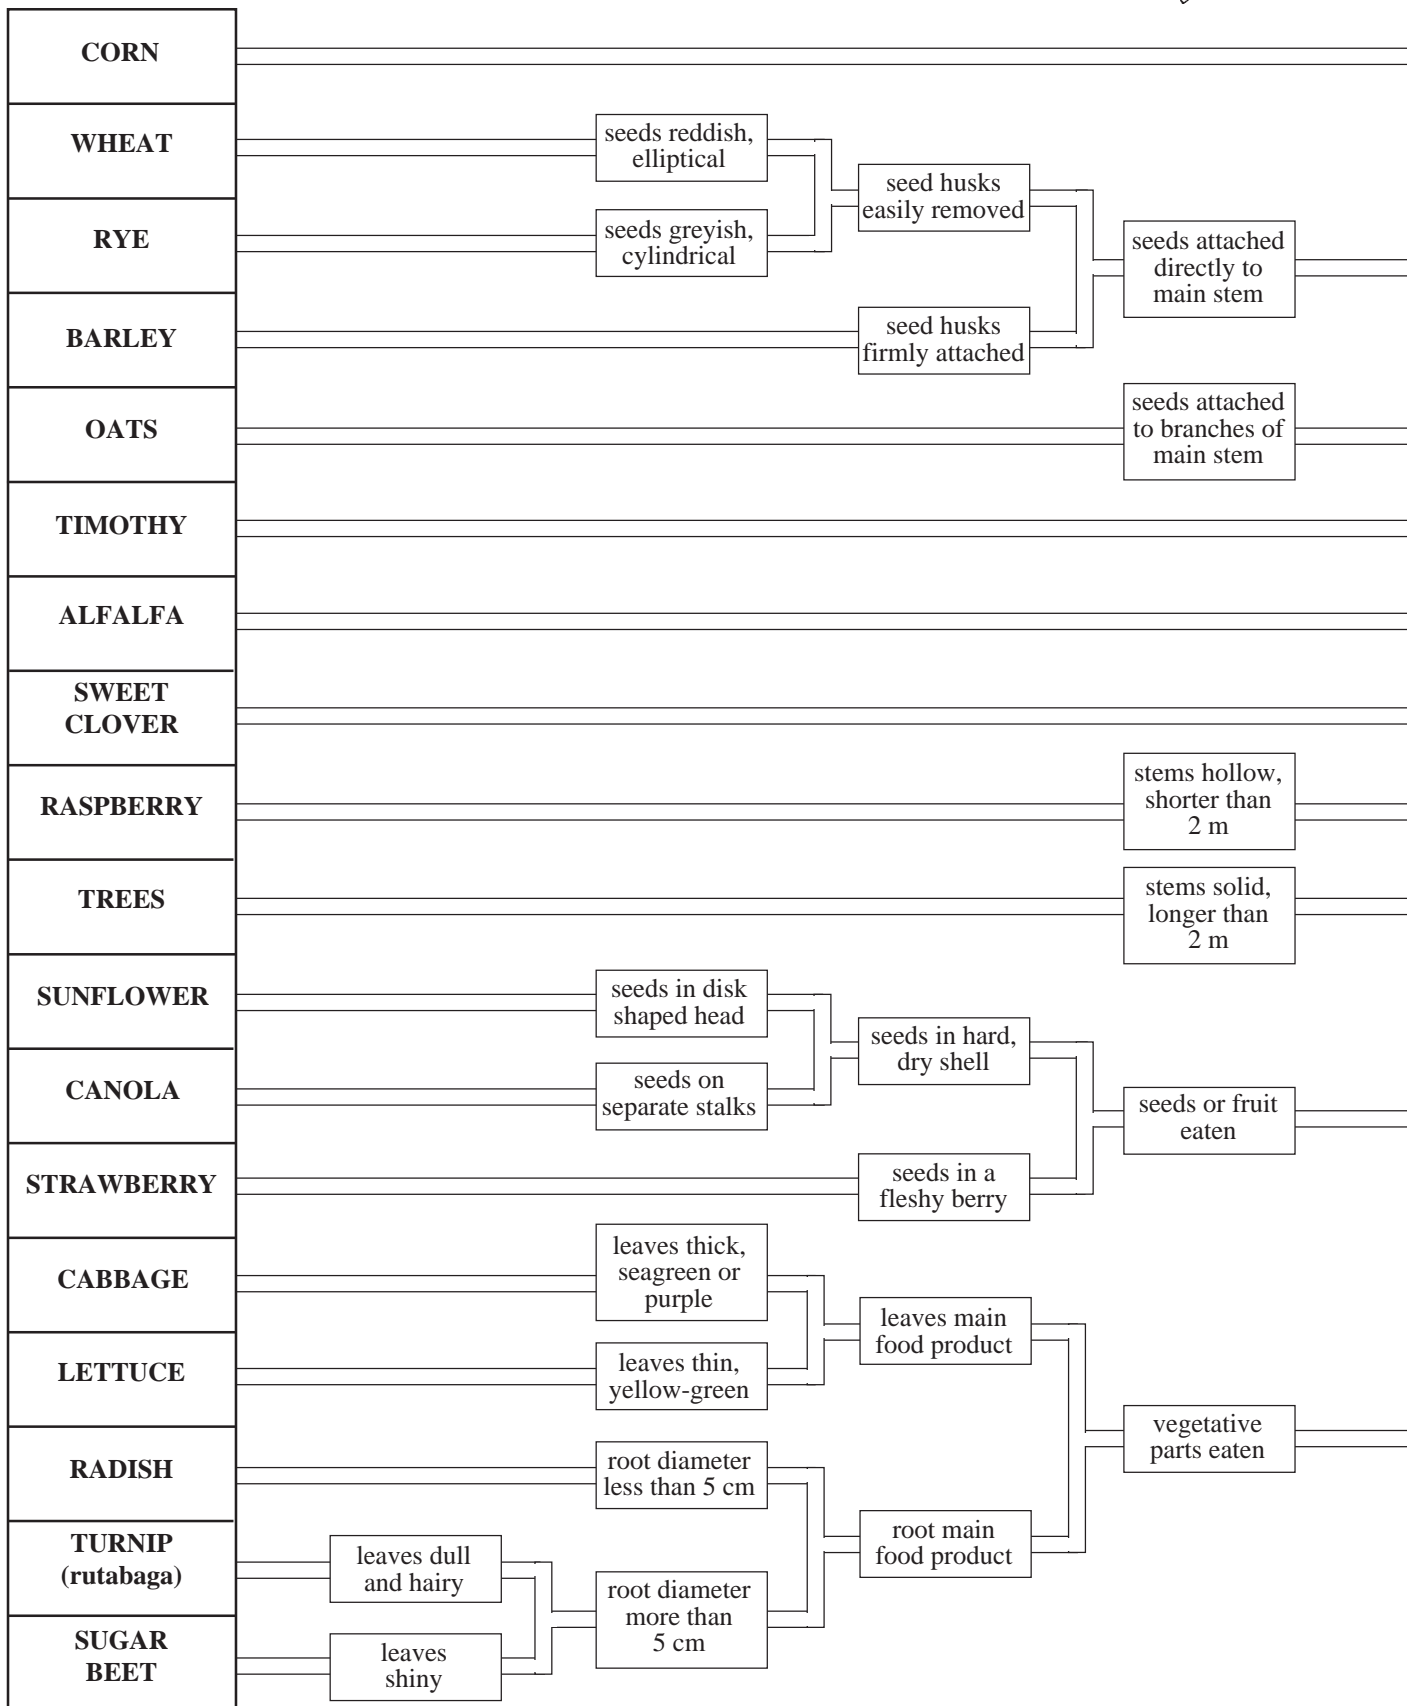 CORN
WHEAT
seeds reddish,
elliptical
seed husks
easily removed
RYE
seeds greyish,
cylindrical
seeds attached
directly to
main stem
BARLEY
seed husks
firmly attached
OATS
seeds attached
to branches of
main stem
TIMOTHY
ALFALFA
SWEET
CLOVER
RASPBERRY
stems hollow,
shorter than
2 m
TREES
stems solid,
longer than
2 m
SUNFLOWER
seeds in disk
shaped head
seeds in hard,
dry shell
CANOLA
seeds on
separate stalks
seeds or fruit
eaten
STRAWBERRY
seeds in a
fleshy berry
CABBAGE
leaves thick,
seagreen or
purple
leaves main
food product
LETTUCE
leaves thin,
yellow-green
vegetative
parts eaten
RADISH
root diameter
less than 5 cm
root main
food product
TURNIP
(rutabaga)
leaves dull
and hairy
root diameter
more than
5 cm
SUGAR
BEET
leaves
shiny